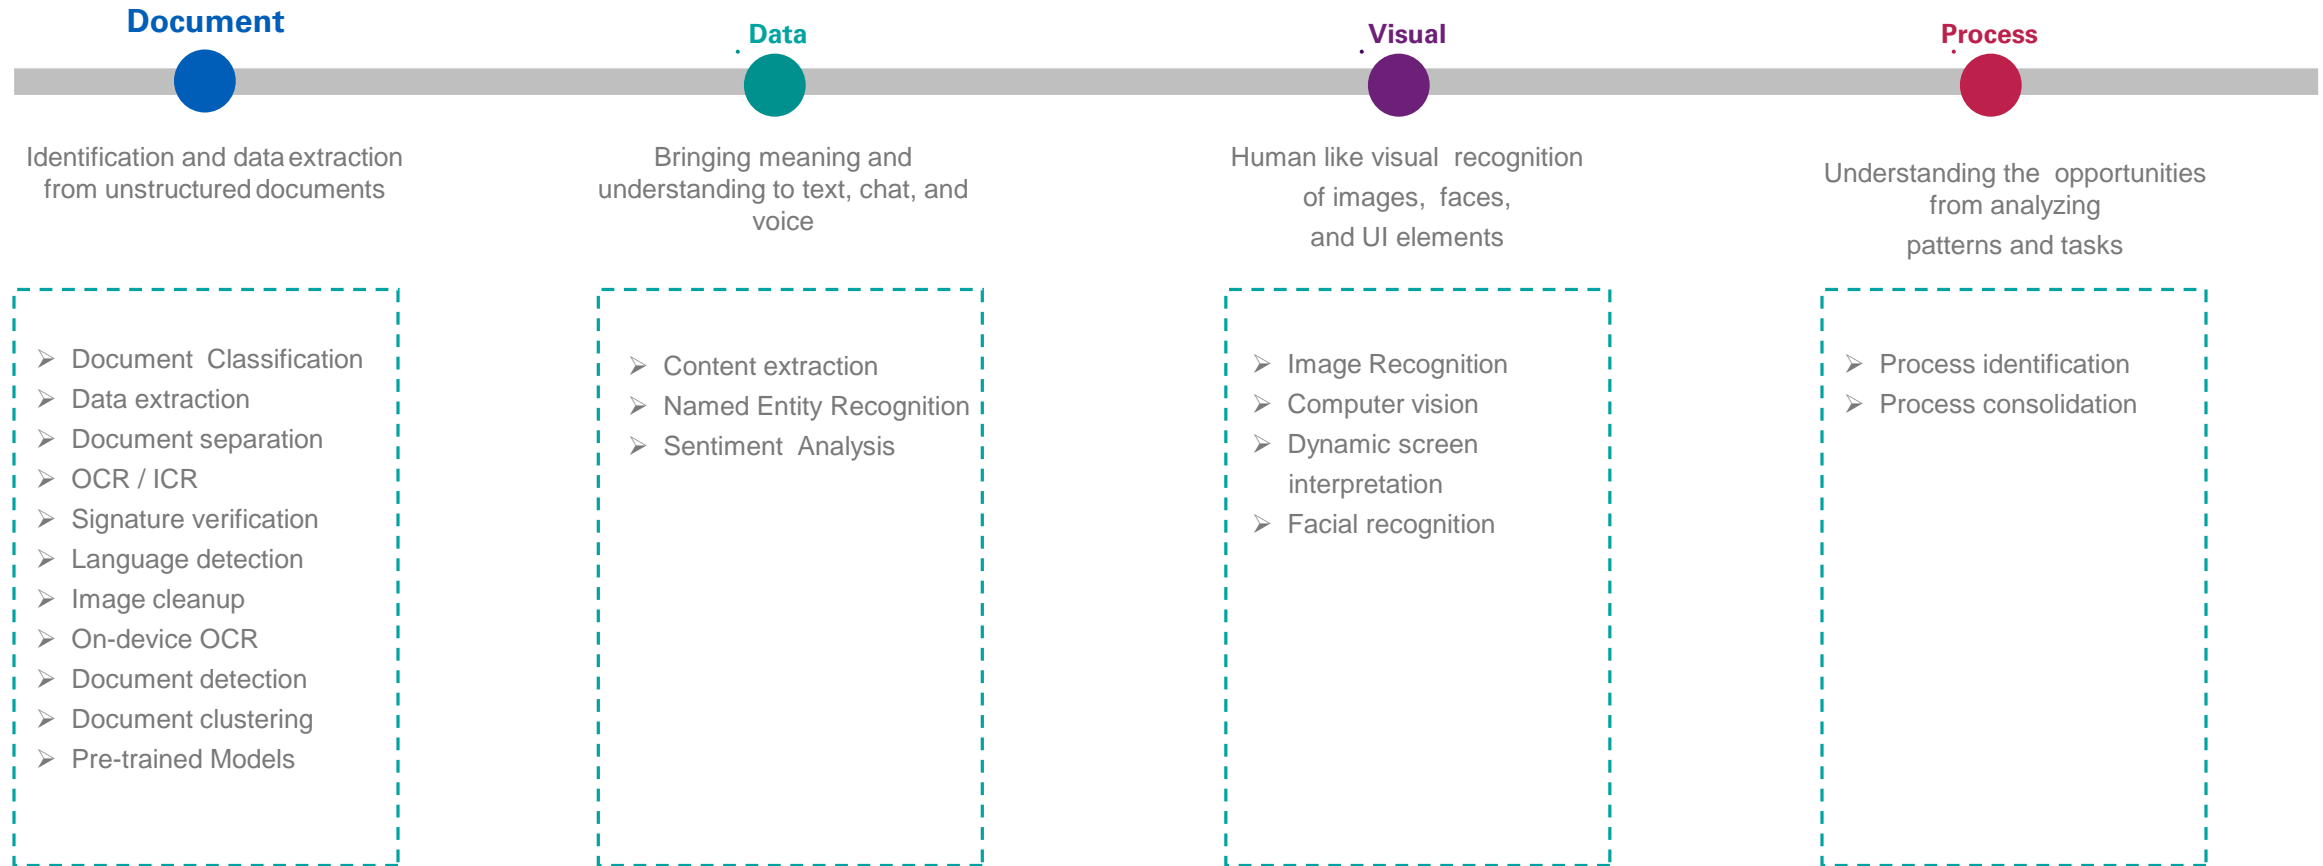 Document
Identification and data extraction
from unstructured documents
Document Classification
Data extraction
Document separation
OCR / ICR
Signature verification
Language detection
Image cleanup
On-device OCR
Document detection
Document clustering
Pre-trained Models
Data
Bringing meaning and
understanding to text, chat, and
voice
Content extraction
Named Entity Recognition
Sentiment Analysis
Visual
Human like visual recognition
of images, faces,
and UI elements
Image Recognition
Computer vision
Dynamic screen
interpretation
Facial recognition
Process
Understanding the opportunities
from analyzing
patterns and tasks
Process identification
Process consolidation